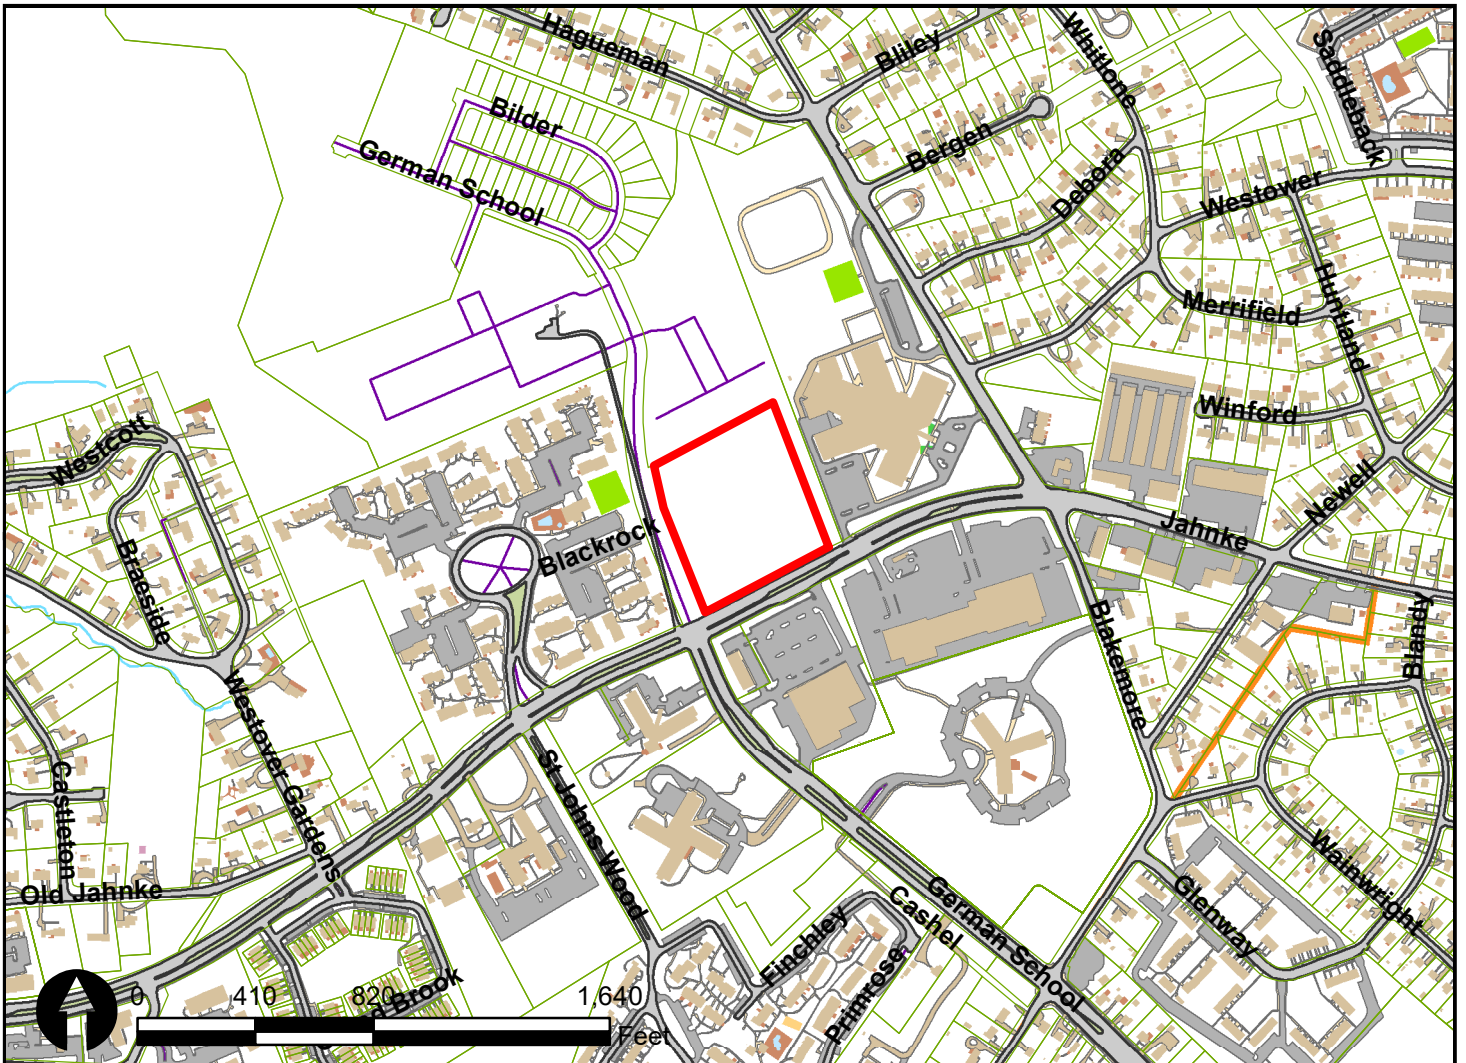 Hagueman
Bliley
Whitlone
Saddleback
Bilder
Bergen
German School
Debora
Westower
Merrifield
Huntland
Winford
Westcott
Newell
Jahnke
Blackrock
Braeside
Blakemore
Blandy
Westover Gardens
St Johns Wood
Castleton
Old Jahnke
Wainwright
Glenway
German School
Cashel
Finchley
Primrose
Brook
0 410 820 1,640
Feet